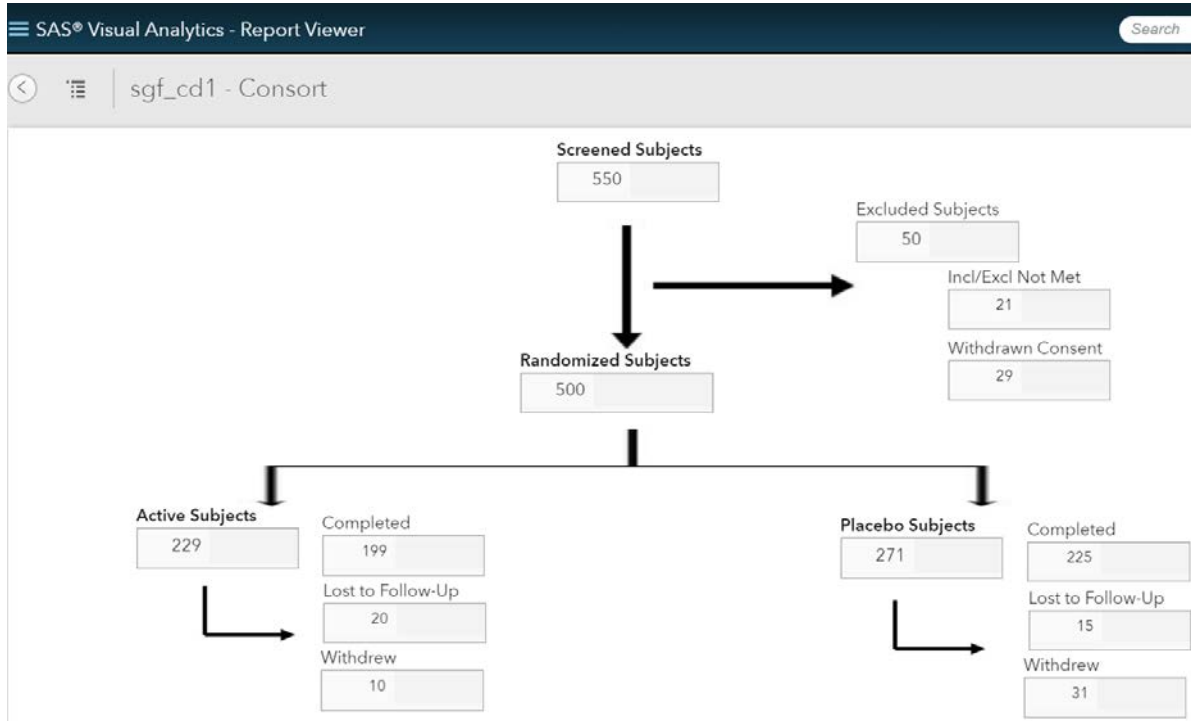 SAS® Visual Analytics - Report Viewer
Search
sgf_cd1 - Consort
Screened Subjects
550
Excluded Subjects
50
Incl/Excl Not Met
21
Withdrawn Consent
29
Randomized Subjects
500
Active Subjects
229
Completed
199
Lost to Follow-Up
20
Withdrew
10
Placebo Subjects
271
Completed
225
Lost to Follow-Up
15
Withdrew
31